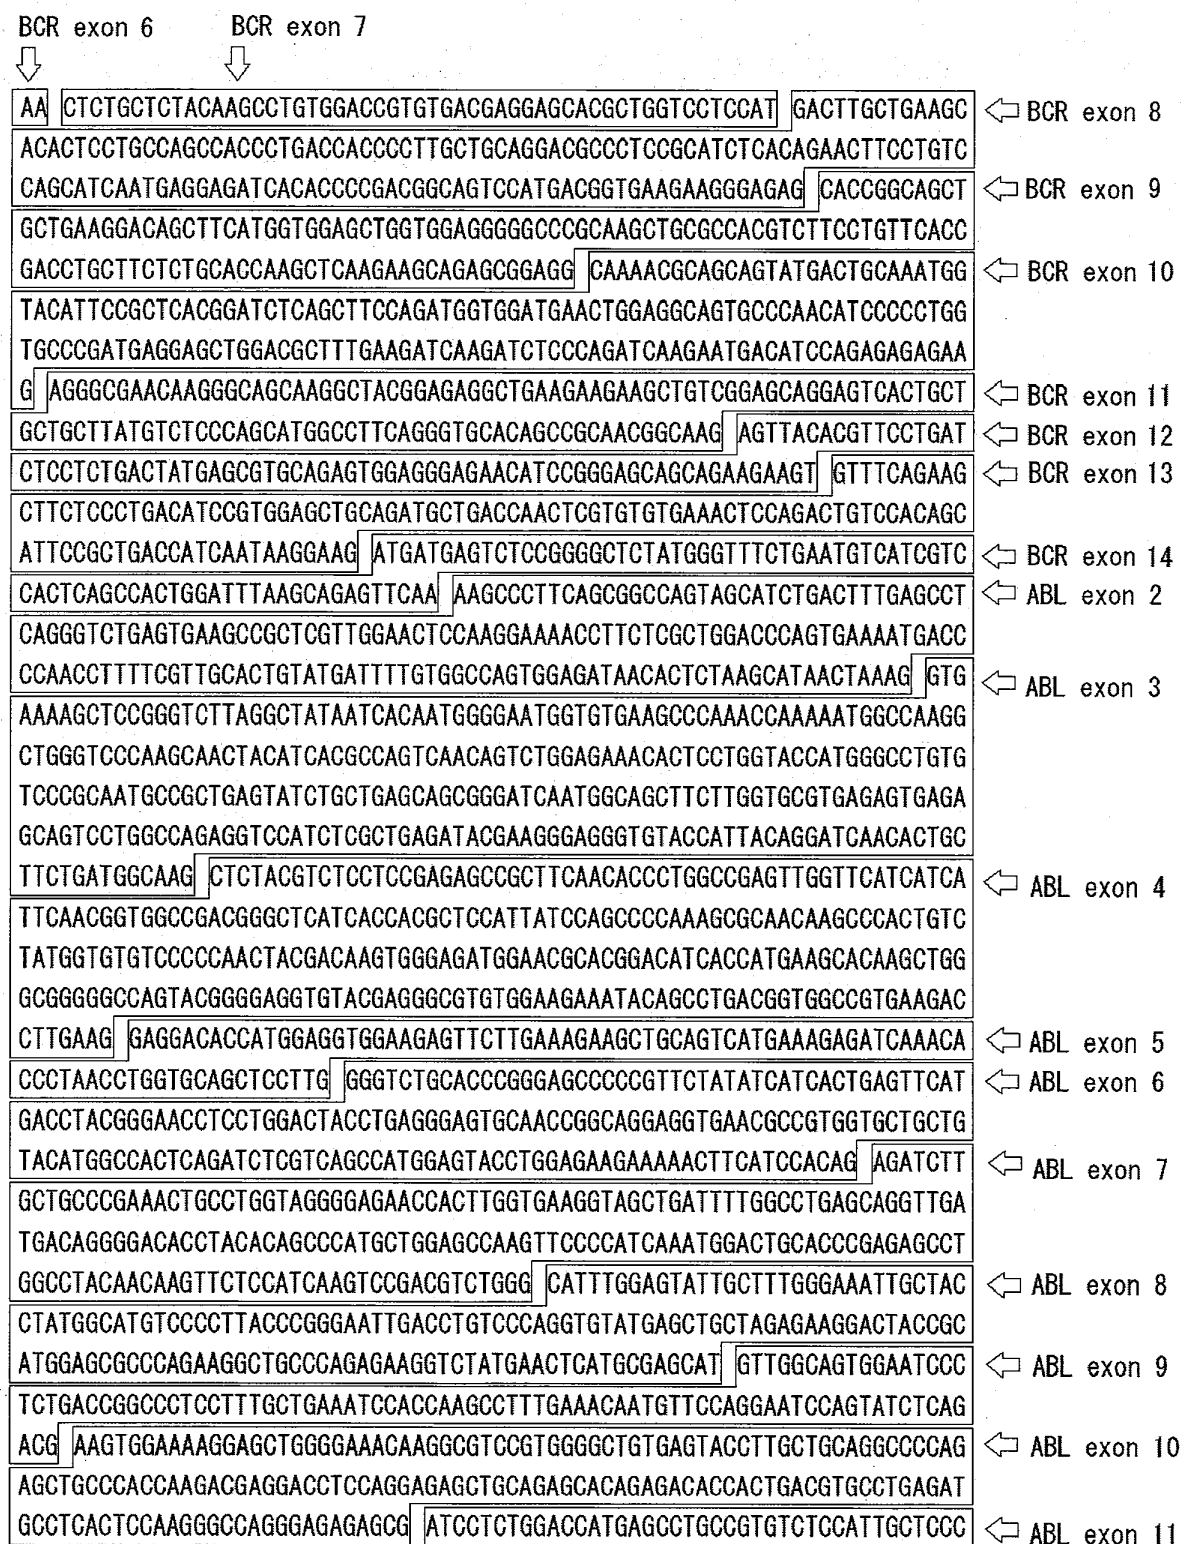 BCR exon 6 BCR exon 7
AA CTCTGCTCTACAAGCCTGTGGACCGTGTGACGAGGAGCACGCTGGTCCTCCAT GACTTGCTGAAGC BCR exon 8
ACACTCCTGCCAGCCACCCTGACCACCCCTTGCTGCAGGACGCCCTCCGCATCTCACAGAACTTCCTGTC
CAGCATCAATGAGGAGATCACACCCCGACGGCAGTCCATGACGGTGAAGAAGGGAGAG CACCGGCAGCT BCR exon 9
GCTGAAGGACAGCTTCATGGTGGAGCTGGTGGAGGGGGCCCGCAAGCTGCGCCACGTCTTCCTGTTCACC
GACCTGCTTCTCTGCACCAAGCTCAAGAAGCAGAGCGGAGG CAAAACGCAGCAGTATGACTGCAAATGG BCR exon 10
TACATTCCGCTCACGGATCTCAGCTTCCAGATGGTGGATGAACTGGAGGCAGTGCCCAACATCCCCCTGG
TGCCCGATGAGGAGCTGGACGCTTTGAAGATCAAGATCTCCCAGATCAAGAATGACATCCAGAGAGAGAA
G AGGGCGAACAAGGGCAGCAAGGCTACGGAGAGGCTGAAGAAGAAGCTGTCGGAGCAGGAGTCACTGCT BCR exon 11
GCTGCTTATGTCTCCCAGCATGGCCTTCAGGGTGCACAGCCGCAACGGCAAG AGTTACACGTTCCTGAT BCR exon 12
CTCCTCTGACTATGAGCGTGCAGAGTGGAGGGAGAACATCCGGGAGCAGCAGAAGAAGT GTTTCAGAAG BCR exon 13
CTTCTCCCTGACATCCGTGGAGCTGCAGATGCTGACCAACTCGTGTGTGAAACTCCAGACTGTCCACAGC
ATTCCGCTGACCATCAATAAGGAAG ATGATGAGTCTCCGGGGCTCTATGGGTTTCTGAATGTCATCGTC BCR exon 14
CACTCAGCCACTGGATTTAAGCAGAGTTCAA AAGCCCTTCAGCGGCCAGTAGCATCTGACTTTGAGCCT ABL exon 2
CAGGGTCTGAGTGAAGCCGCTCGTTGGAACTCCAAGGAAAACCTTCTCGCTGGACCCAGTGAAAATGACC
CCAACCTTTTCGTTGCACTGTATGATTTTGTGGCCAGTGGAGATAACACTCTAAGCATAACTAAAG GTG ABL exon 3
AAAAGCTCCGGGTCTTAGGCTATAATCACAATGGGGAATGGTGTGAAGCCCAAACCAAAAATGGCCAAGG
CTGGGTCCCAAGCAACTACATCACGCCAGTCAACAGTCTGGAGAAACACTCCTGGTACCATGGGCCTGTG
TCCCGCAATGCCGCTGAGTATCTGCTGAGCAGCGGGATCAATGGCAGCTTCTTGGTGCGTGAGAGTGAGA
GCAGTCCTGGCCAGAGGTCCATCTCGCTGAGATACGAAGGGAGGGTGTACCATTACAGGATCAACACTGC
TTCTGATGGCAAG CTCTACGTCTCCTCCGAGAGCCGCTTCAACACCCTGGCCGAGTTGGTTCATCATCA ABL exon 4
TTCAACGGTGGCCGACGGGCTCATCACCACGCTCCATTATCCAGCCCCAAAGCGCAACAAGCCCACTGTC
TATGGTGTGTCCCCCAACTACGACAAGTGGGAGATGGAACGCACGGACATCACCATGAAGCACAAGCTGG
GCGGGGGCCAGTACGGGGAGGTGTACGAGGGCGTGTGGAAGAAATACAGCCTGACGGTGGCCGTGAAGAC
CTTGAAG GAGGACACCATGGAGGTGGAAGAGTTCTTGAAAGAAGCTGCAGTCATGAAAGAGATCAAACA ABL exon 5
CCCTAACCTGGTGCAGCTCCTTG GGGTCTGCACCCGGGAGCCCCCGTTCTATATCATCACTGAGTTCAT ABL exon 6
GACCTACGGGAACCTCCTGGACTACCTGAGGGAGTGCAACCGGCAGGAGGTGAACGCCGTGGTGCTGCTG
TACATGGCCACTCAGATCTCGTCAGCCATGGAGTACCTGGAGAAGAAAAACTTCATCCACAG AGATCTT ABL exon 7
GCTGCCCGAAACTGCCTGGTAGGGGAGAACCACTTGGTGAAGGTAGCTGATTTTGGCCTGAGCAGGTTGA
TGACAGGGGACACCTACACAGCCCATGCTGGAGCCAAGTTCCCCATCAAATGGACTGCACCCGAGAGCCT
GGCCTACAACAAGTTCTCCATCAAGTCCGACGTCTGGG CATTTGGAGTATTGCTTTGGGAAATTGCTAC ABL exon 8
CTATGGCATGTCCCCTTACCCGGGAATTGACCTGTCCCAGGTGTATGAGCTGCTAGAGAAGGACTACCGC
ATGGAGCGCCCAGAAGGCTGCCCAGAGAAGGTCTATGAACTCATGCGAGCAT GTTGGCAGTGGAATCCC ABL exon 9
TCTGACCGGCCCTCCTTTGCTGAAATCCACCAAGCCTTTGAAACAATGTTCCAGGAATCCAGTATCTCAG
ACG AAGTGGAAAAGGAGCTGGGGAAACAAGGCGTCCGTGGGGCTGTGAGTACCTTGCTGCAGGCCCCAG ABL exon 10
AGCTGCCCACCAAGACGAGGACCTCCAGGAGAGCTGCAGAGCACAGAGACACCACTGACGTGCCTGAGAT
GCCTCACTCCAAGGGCCAGGGAGAGAGCG ATCCTCTGGACCATGAGCCTGCCGTGTCTCCATTGCTCCC ABL exon 11